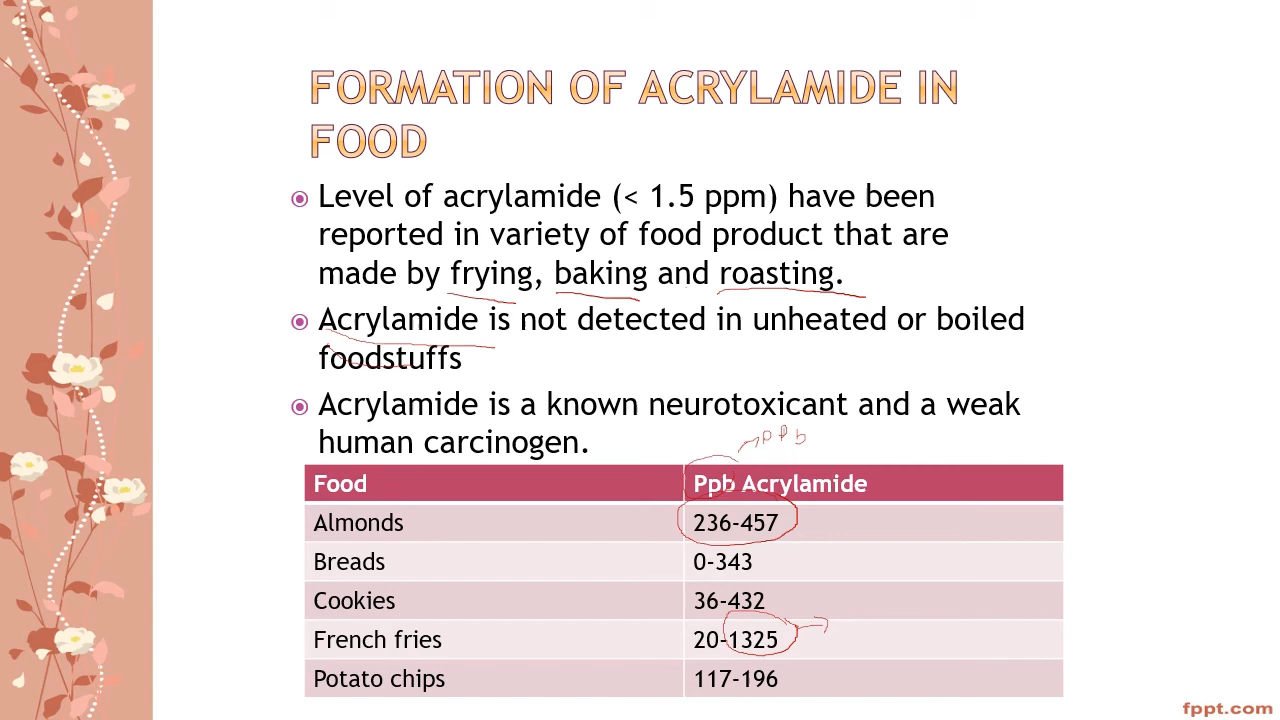 FORMATION OF ACRYLAMIDE IN
FOOD
Level of acrylamide (< 1.5 ppm) have been
reported in variety of food product that are
made by frying, baking and roasting.
Acrylamide is not detected in unheated or boiled
foodstuffs
Acrylamide is a known neurotoxicant and a weak
human carcinogen.
ppb
Food Ppb Acrylamide
Almonds 236-457
Breads 0-343
Cookies 36-432
French fries 20-1325
Potato chips 117-196
fppt.com